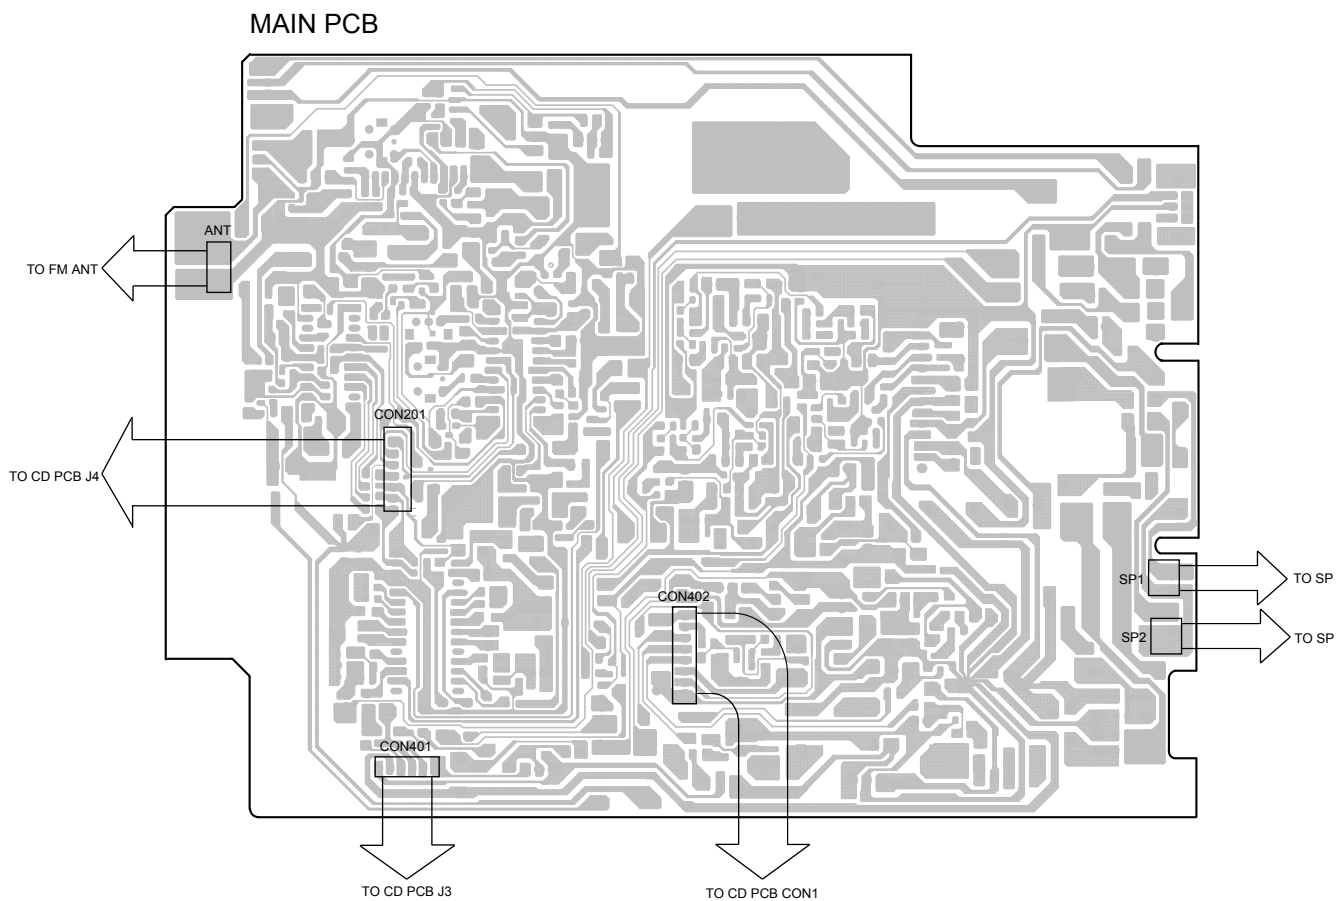 MAIN PCB
ANT
TO FM ANT
CON201
TO CD PCB J4
SP1
TO SP
CON402
SP2
TO SP
CON401
TO CD PCB J3
TO CD PCB CON1